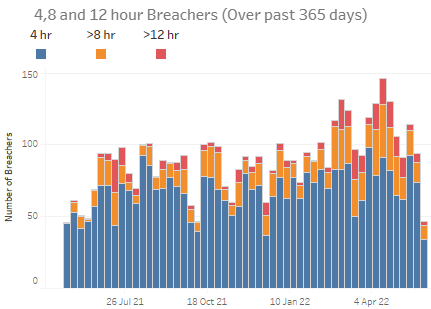 4,8 and 12 hour Breachers (Over past 365 days)
4 hr >8 hr >12 hr
150
100
50
0
Number of Breachers
26 Jul 21 18 Oct 21 10 Jan 22 4 Apr 22